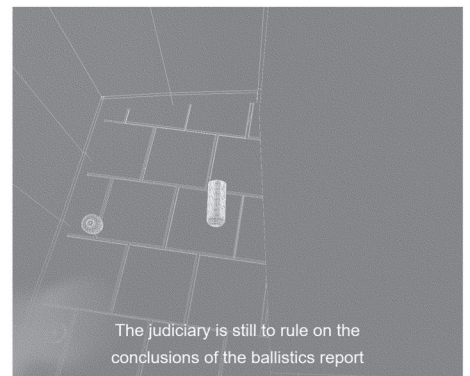 The judiciary is still to rule on the
conclusions of the ballistics report